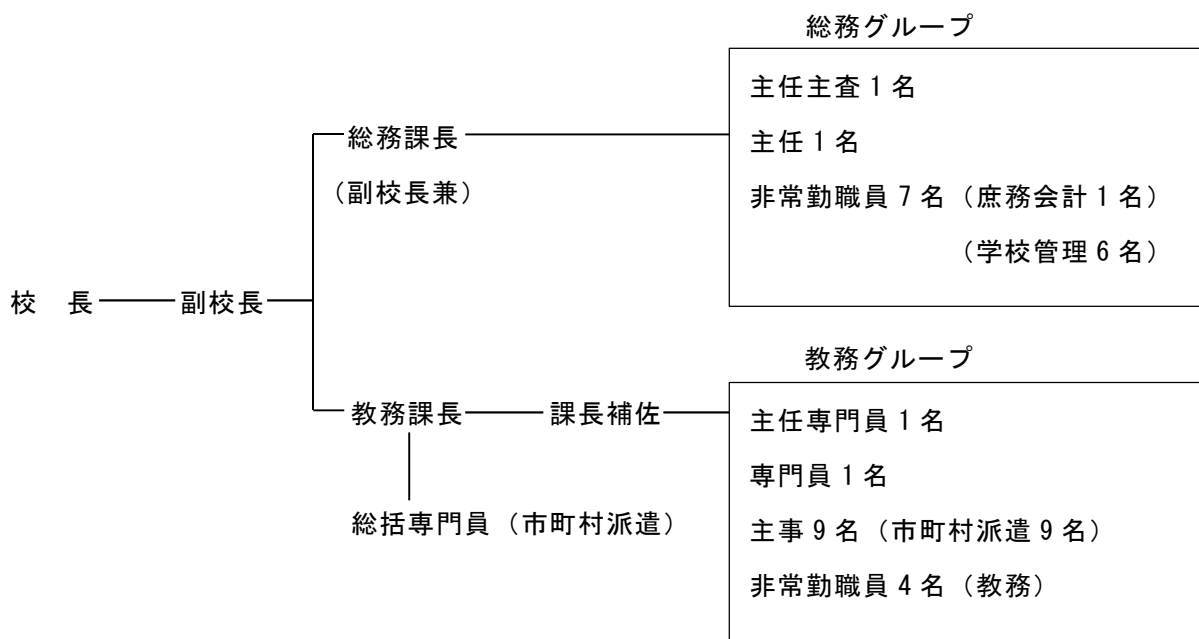 総務グループ
主任主査 1 名
主任 1 名
非常勤職員 7 名（庶務会計 1 名）
（学校管理 6 名）
総務課長
（副校長兼）
校　長
副校長
教務グループ
教務課長
課長補佐
主任専門員 1 名
専門員 1 名
総括専門員（市町村派遣）
主事 9 名（市町村派遣 9 名）
非常勤職員 4 名（教務）